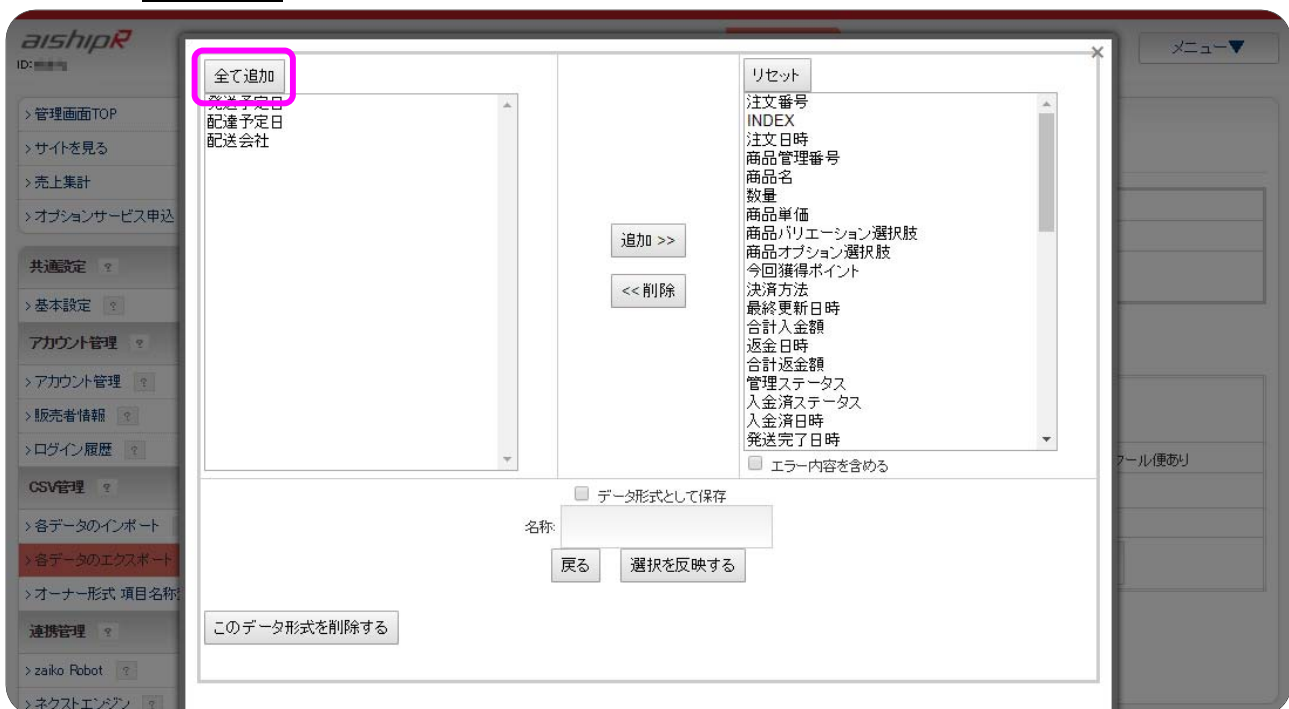 aishipR
ID:
メニュー▼
>管理画面TOP
>サイトを見る
>売上集計
>オプションサービス申込
共通設定 ?
>基本設定 ?
アカウント管理 ?
>アカウント管理 ?
>販売者情報 ?
>ログイン履歴 ?
CSV管理 ?
>各データのインポート
>各データのエクスポート
>オーナー形式 項目名称
連携管理 ?
>zaiko Robot ?
>ネクストエンジン ?
×
全て追加
発送予定日
配達予定日
配送会社
追加 >>
<< 削除
リセット
注文番号
INDEX
注文日時
商品管理番号
商品名
数量
商品単価
商品バリエーション選択肢
商品オプション選択肢
今回獲得ポイント
決済方法
最終更新日時
合計入金額
返金日時
合計返金額
管理ステータス
入金済ステータス
入金済日時
発送完了日時
エラー内容を含める
データ形式として保存
名称:
戻る 選択を反映する
このデータ形式を削除する
クール便あり